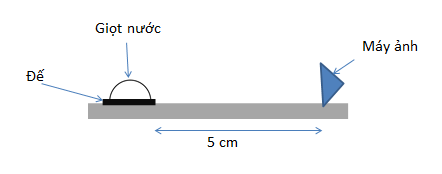 Giọt nước
Máy ảnh
Đế
5 cm